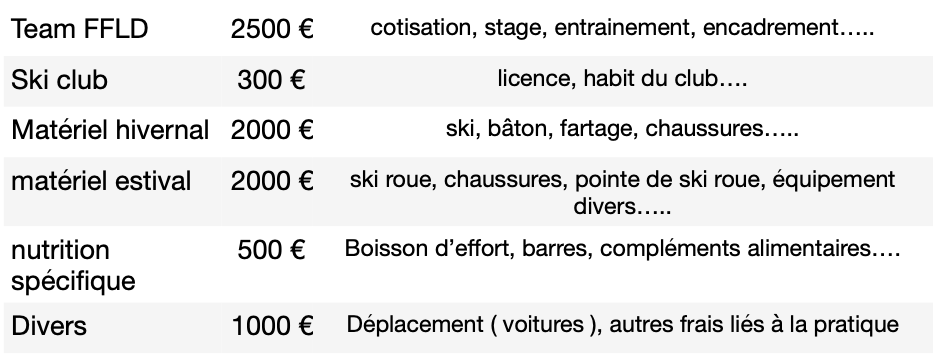 Team FFLD 2500 € cotisation, stage, entrainement, encadrement…..
Ski club 300 € licence, habit du club….
Matériel hivernal 2000 € ski, bâton, fartage, chaussures…..
matériel estival 2000 € ski roue, chaussures, pointe de ski roue, équipement
divers…..
nutrition 500 € Boisson d’effort, barres, compléments alimentaires….
spécifique
Divers 1000 € Déplacement ( voitures ), autres frais liés à la pratique